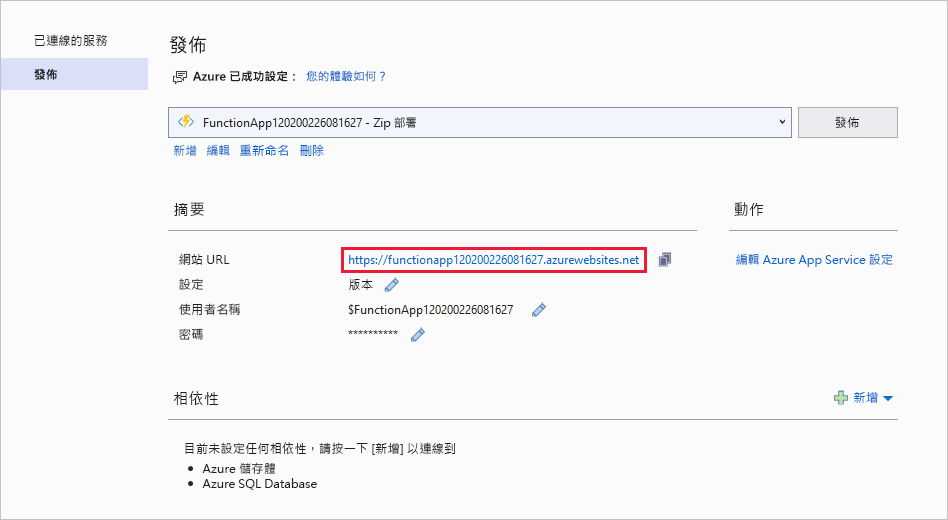 已連線的服務
發佈
發佈
Azure 已成功設定： 您的體驗如何？
FunctionApp120200226081627 - Zip 部署
發佈
新增 編輯 重新命名 刪除
摘要
動作
網站 URL https://functionapp120200226081627.azurewebsites.net
編輯 Azure App Service 設定
設定 版本
使用者名稱 $FunctionApp120200226081627
密碼 **********
相依性
新增
目前未設定任何相依性，請按一下 [新增] 以連線到
• Azure 儲存體
• Azure SQL Database